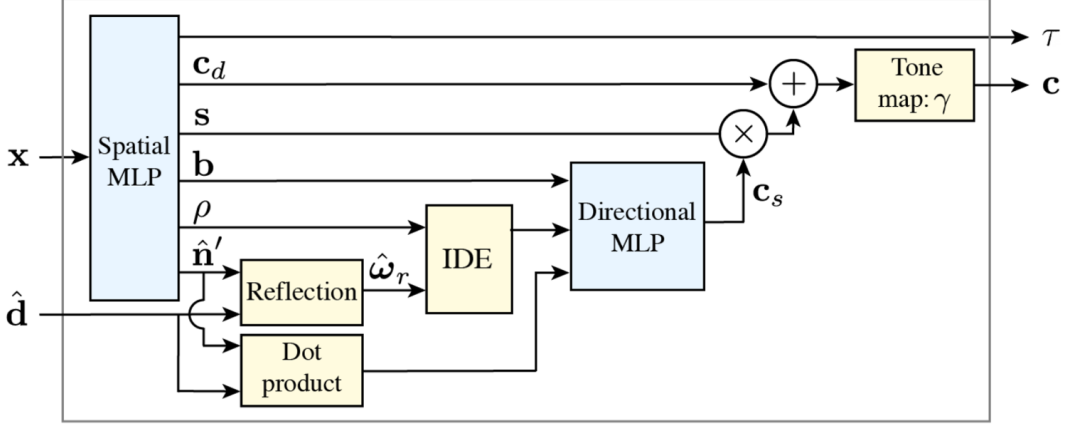 τ
𝐜_d
Tone
map: γ
𝐜
𝐬
Spatial
MLP
𝐱
𝐛
Directional
MLP
𝐜_s
ρ
IDE
n̂′
Reflection
ω̂_r
d̂
Dot
product
+
×